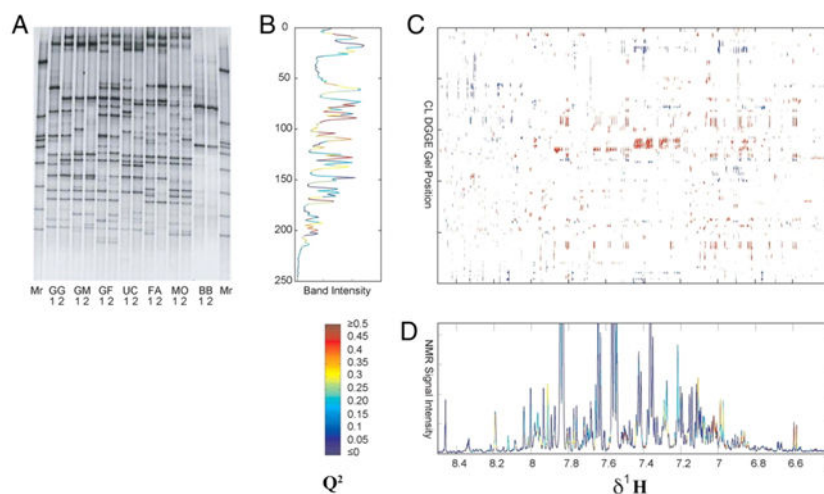 A
B
C
D
0
50
100
150
200
250
Band Intensity
CL DGGE Gel Position
NMR Signal Intensity
Mr GG GM GF UC FA MO BB Mr
1 2 1 2 1 2 1 2 1 2 1 2 1 2
≥0.5
0.45
0.4
0.35
0.3
0.25
0.2
0.15
0.1
0.05
≤0
Q²
8.4 8.2 8 7.8 7.6 7.4 7.2 7 6.8 6.6
δ¹H